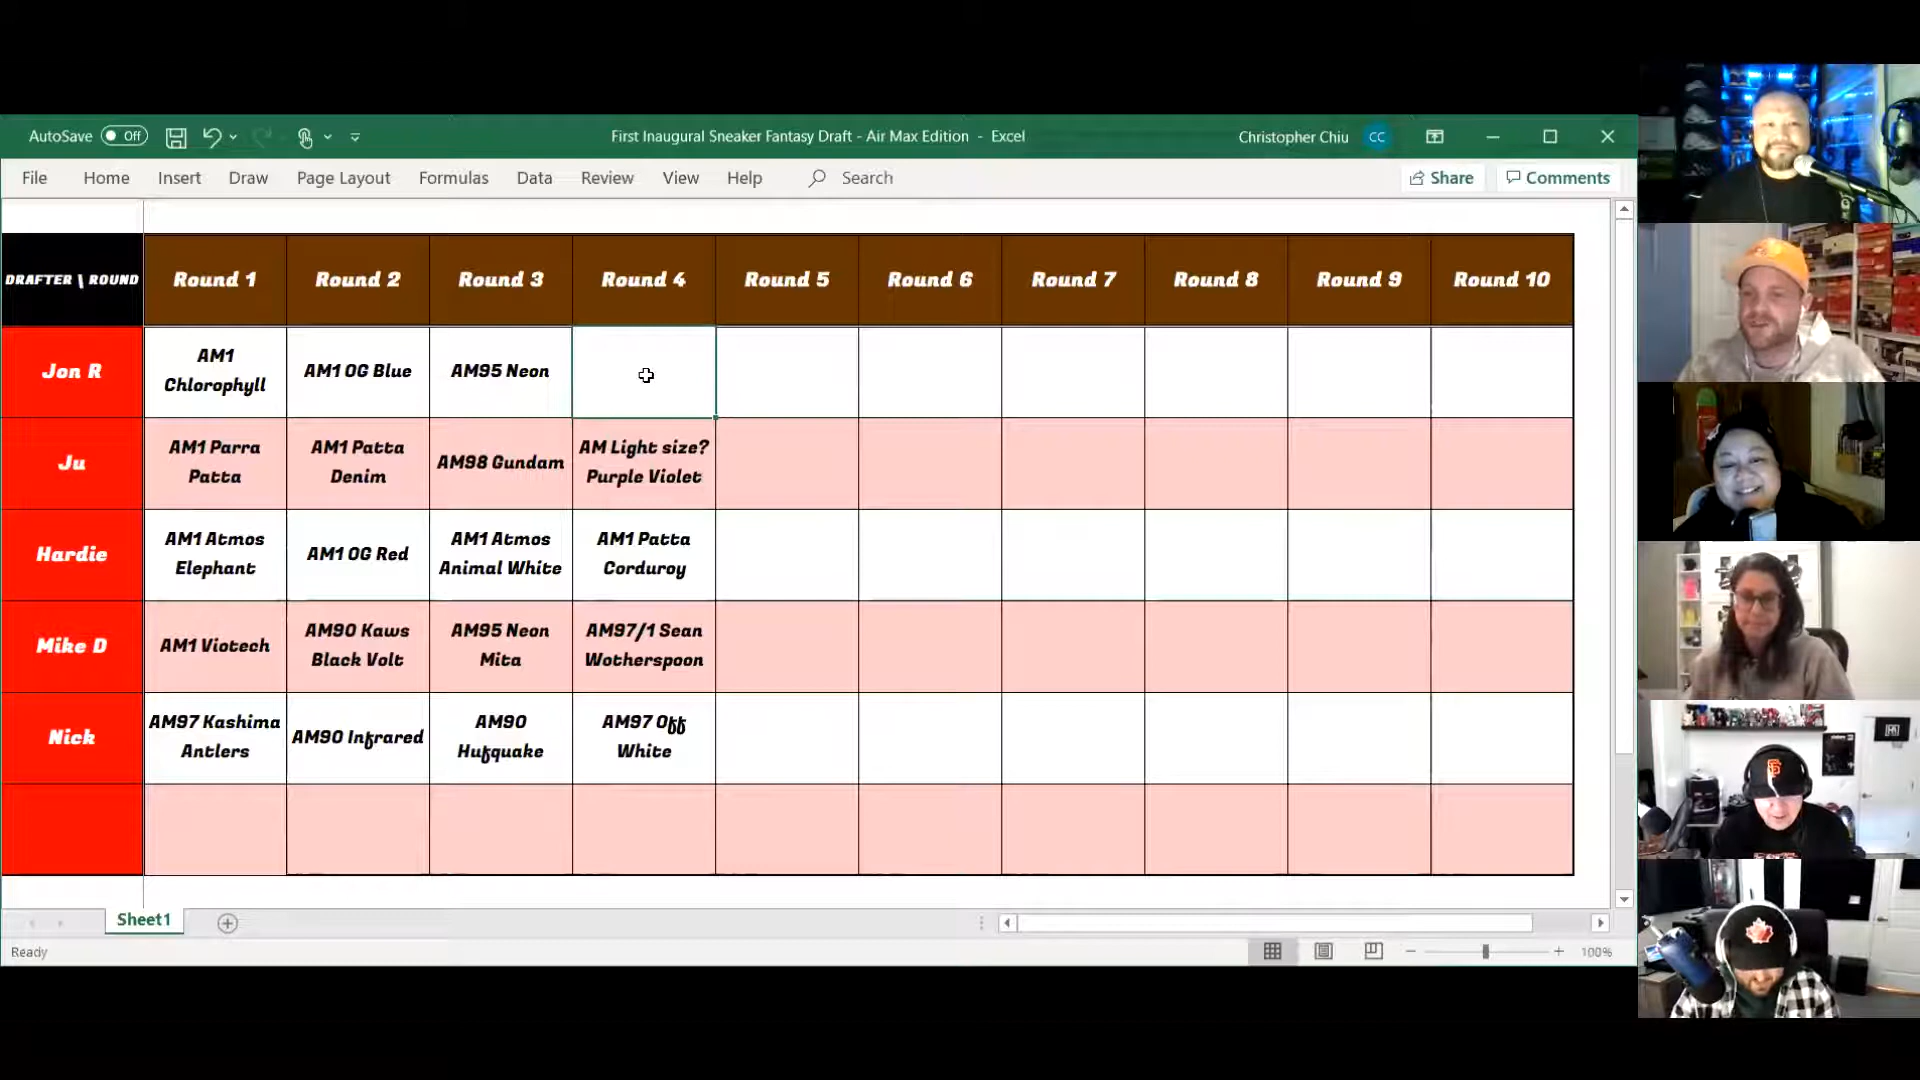 AutoSave Off
First Inaugural Sneaker Fantasy Draft - Air Max Edition - Excel
Christopher Chiu CC
File Home Insert Draw Page Layout Formulas Data Review View Help Search
Share Comments
DRAFTER \ ROUND Round 1 Round 2 Round 3 Round 4 Round 5 Round 6 Round 7 Round 8 Round 9 Round 10
Jon R
AM1
Chlorophyll
AM1 OG Blue
AM95 Neon
Ju
AM1 Parra
Patta
AM1 Patta
Denim
AM98 Gundam
AM Light size?
Purple Violet
Hardie
AM1 Atmos
Elephant
AM1 OG Red
AM1 Atmos
Animal White
AM1 Patta
Corduroy
Mike D
AM1 Viotech
AM90 Kaws
Black Volt
AM95 Neon
Mita
AM97/1 Sean
Wotherspoon
Nick
AM97 Kashima
Antlers
AM90 Infrared
AM90
Hufquake
AM97 Off
White
Sheet1
Ready
100%